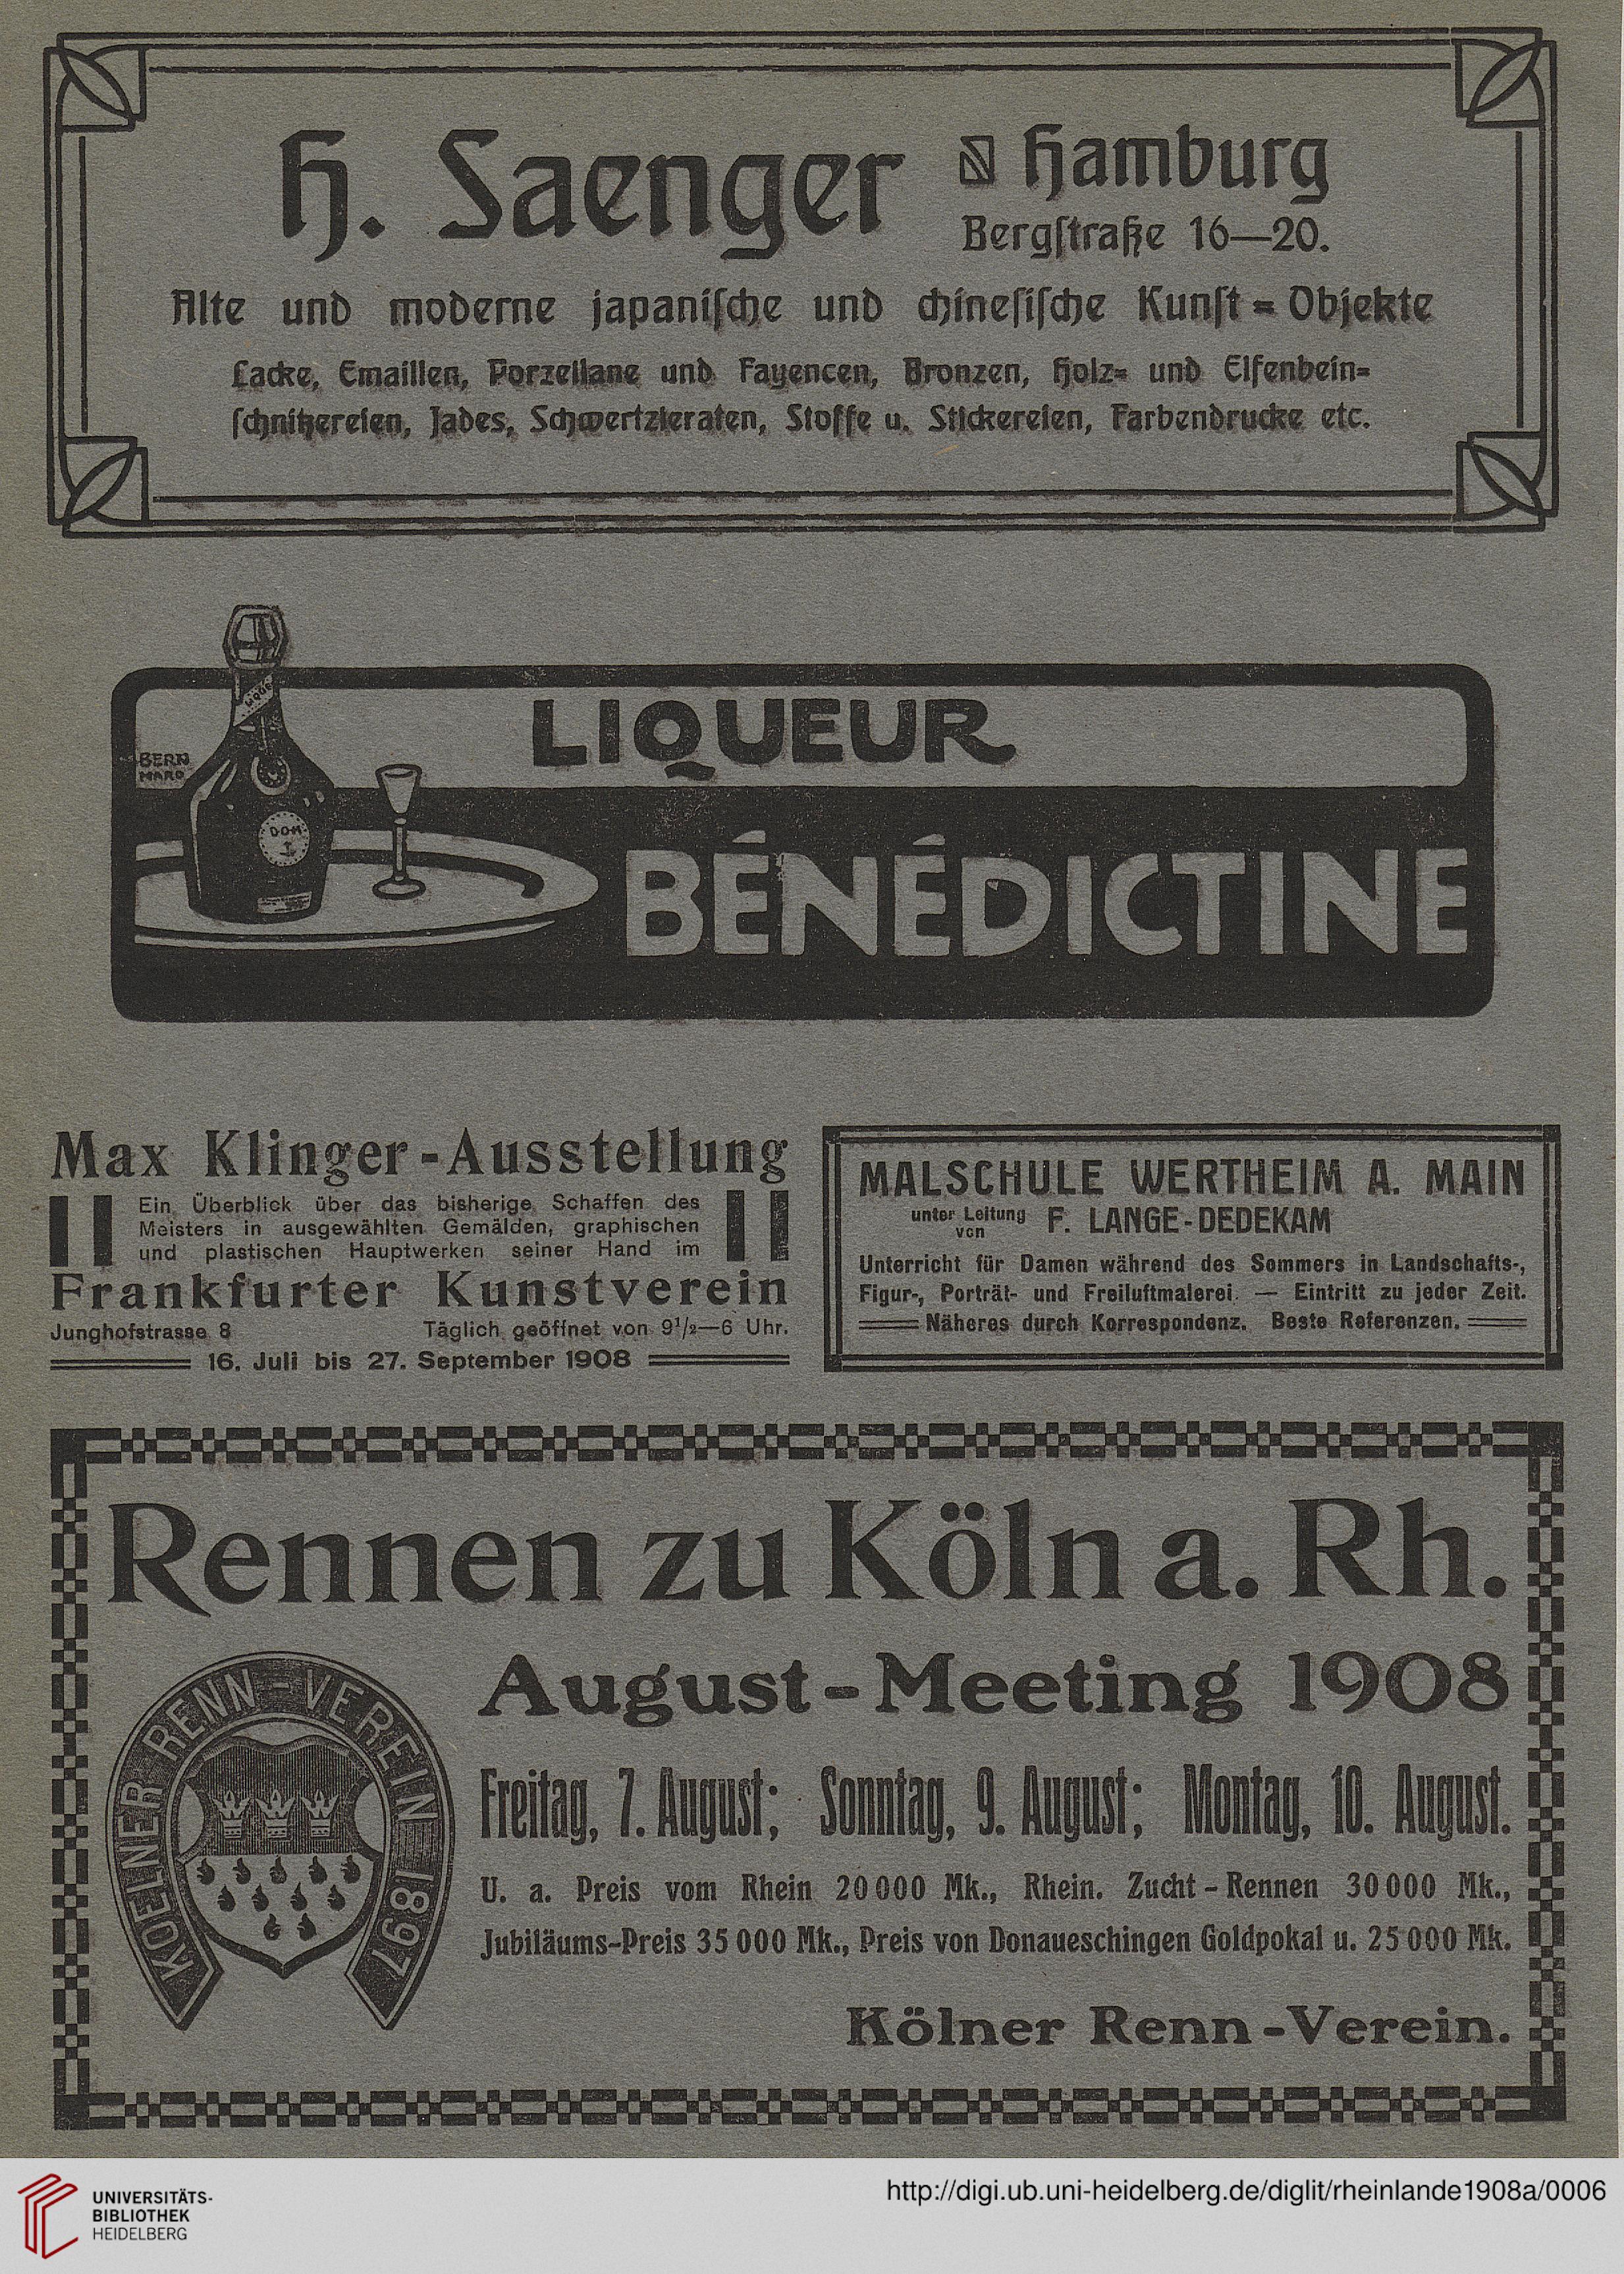 H. Saenger
Hamburg
Bergſtraße 16—20.
Alte und moderne japaniſche und chineſiſche Kunſt-Objekte
Lacke, Emaillen, Porzellane und Fayencen, Bronzen, Holz- und Elfenbein-
ſchnitzereien, Jades, Schwertzieraten, Stoffe u. Stickereien, Farbendrucke etc.
LIQUEUR
BERN
HARD
DOM
BÉNÉDICTINE
Max Klinger-Ausstellung
Ein Überblick über das bisherige Schaffen des
Meisters in ausgewählten Gemälden, graphischen
und plastischen Hauptwerken seiner Hand im
Frankfurter Kunstverein
Junghofstrasse 8 Täglich geöffnet von 9½—6 Uhr.
16. Juli bis 27. September 1908
MALSCHULE WERTHEIM A. MAIN
unter Leitung von F. LANGE-DEDEKAM
Unterricht für Damen während des Sommers in Landschafts-,
Figur-, Porträt- und Freiluftmalerei. — Eintritt zu jeder Zeit.
Näheres durch Korrespondenz. Beste Referenzen.
Rennen zu Köln a. Rh.
August-Meeting 1908
KOELNER RENN-VEREIN 1897
Freitag, 7. August; Sonntag, 9. August; Montag, 10. August.
U. a. Preis vom Rhein 20000 Mk., Rhein. Zucht-Rennen 30000 Mk.,
Jubiläums-Preis 35000 Mk., Preis von Donaueschingen Goldpokal u. 25000 Mk.
Kölner Renn-Verein.
UNIVERSITÄTS-
BIBLIOTHEK
HEIDELBERG
http://digi.ub.uni-heidelberg.de/diglit/rheinlande1908a/0006